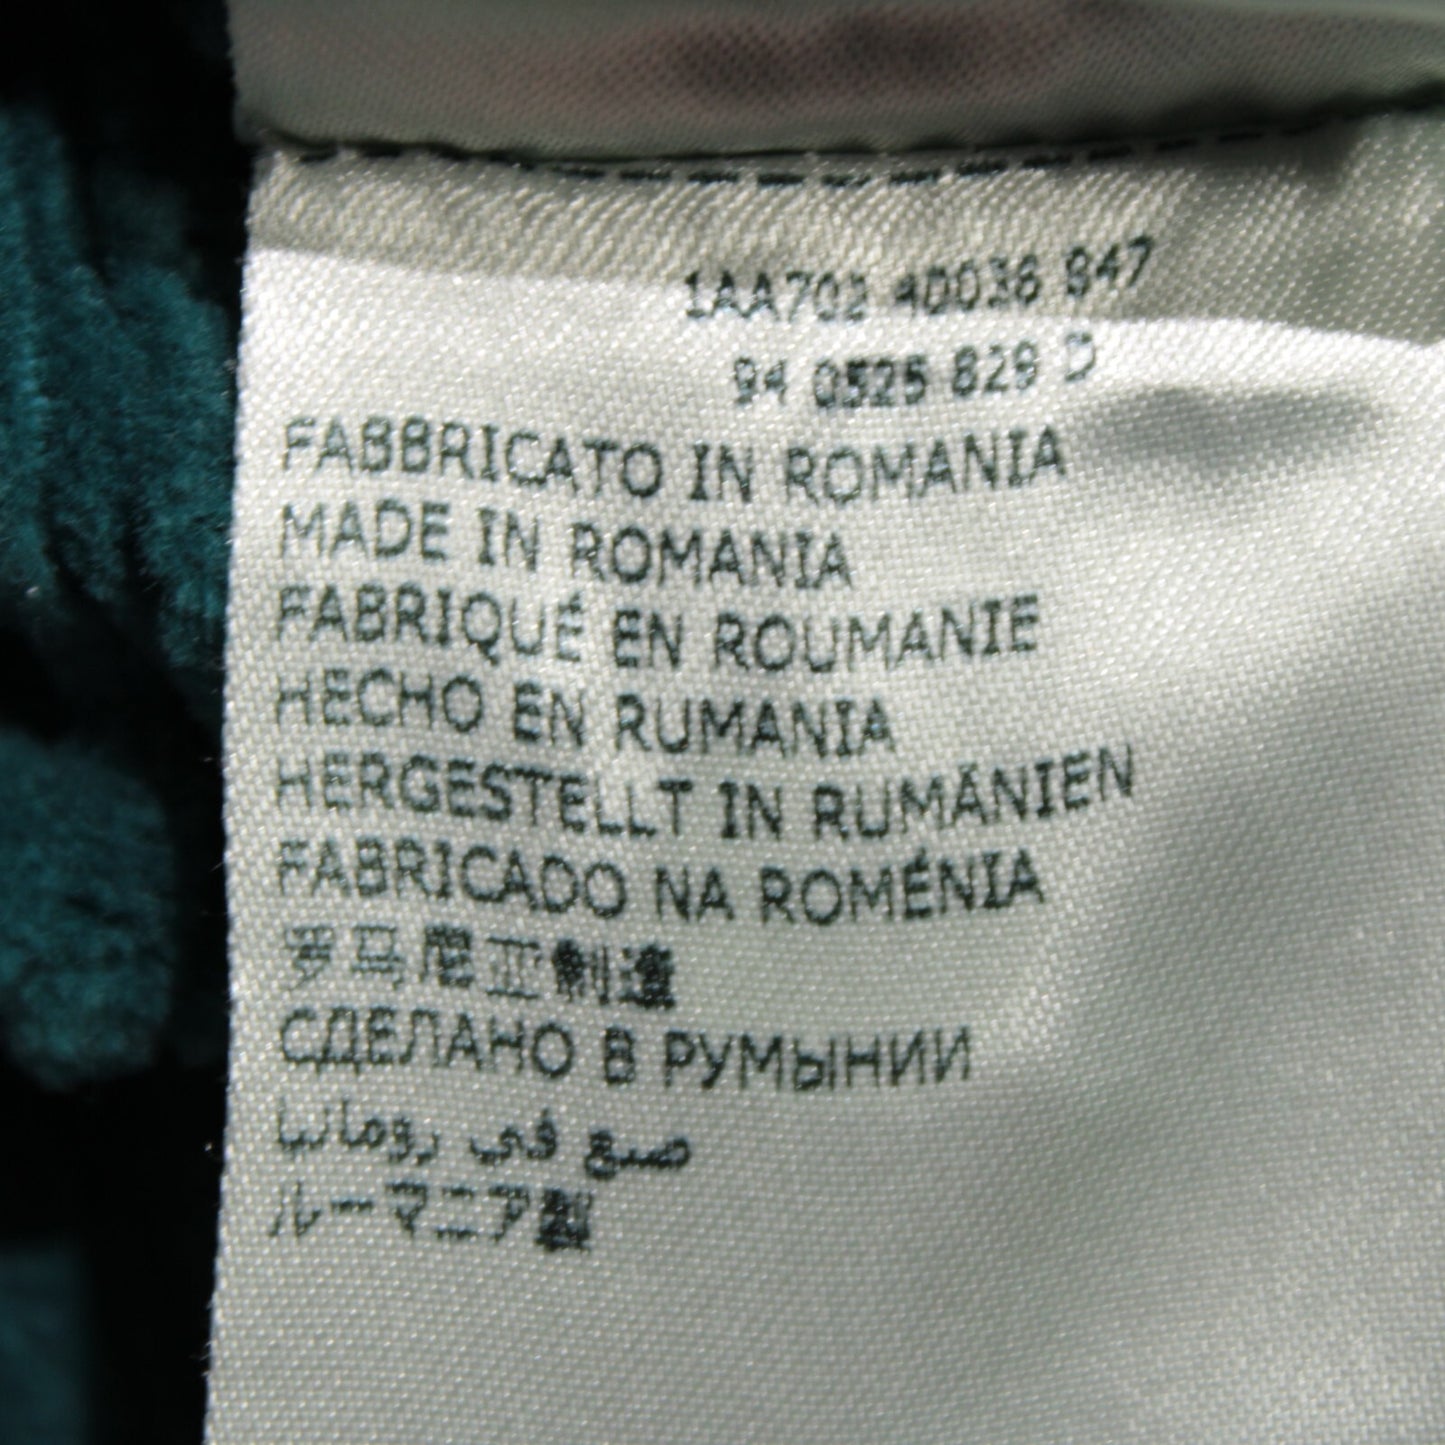 1AA702 40036 847
94 0525 829 D
FABBRICATO IN ROMANIA
MADE IN ROMANIA
FABRIQUÉ EN ROUMANIE
HECHO EN RUMANIA
HERGESTELLT IN RUMÄNIEN
FABRICADO NA ROMÉNIA
罗马尼亚制造
СДЕЛАНО В РУМЫНИИ
صنع في رومانيا
ルーマニア製